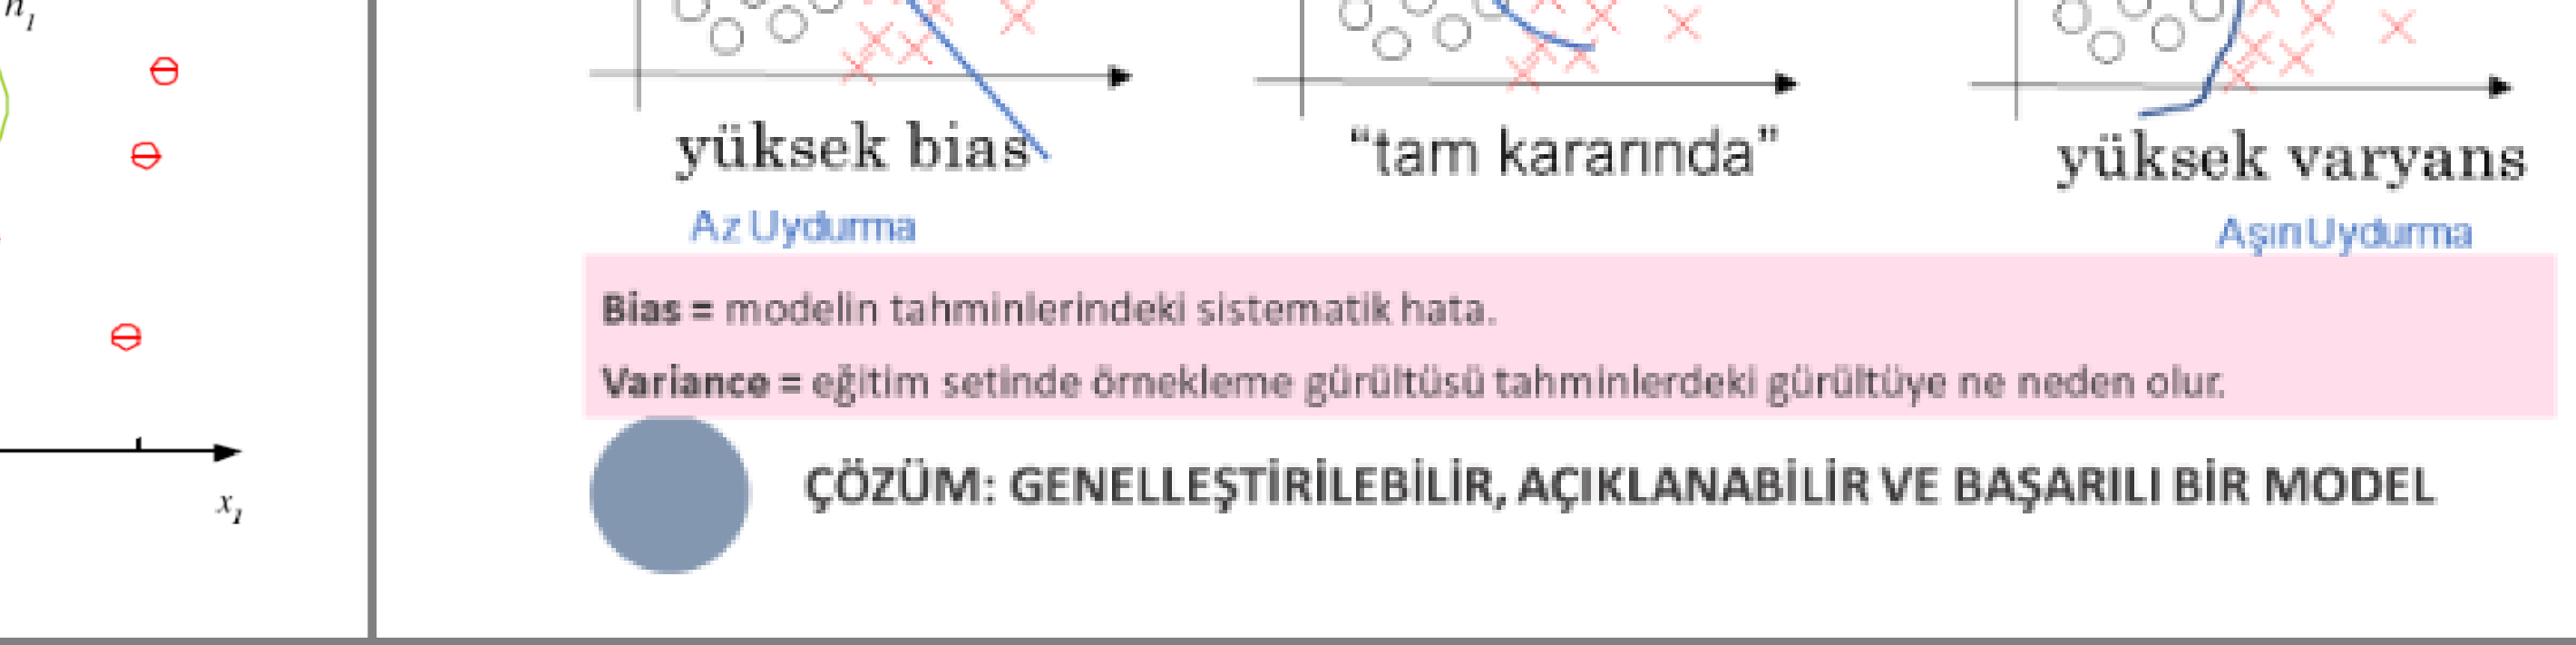 n1
x1
yüksek bias
"tam kararında"
yüksek varyans
Az Uydurma
Aşırı Uydurma
Bias = modelin tahminlerindeki sistematik hata.
Variance = eğitim setinde örnekleme gürültüsü tahminlerdeki gürültüye ne neden olur.
ÇÖZÜM: GENELLEŞTİRİLEBİLİR, AÇIKLANABİLİR VE BAŞARILI BİR MODEL